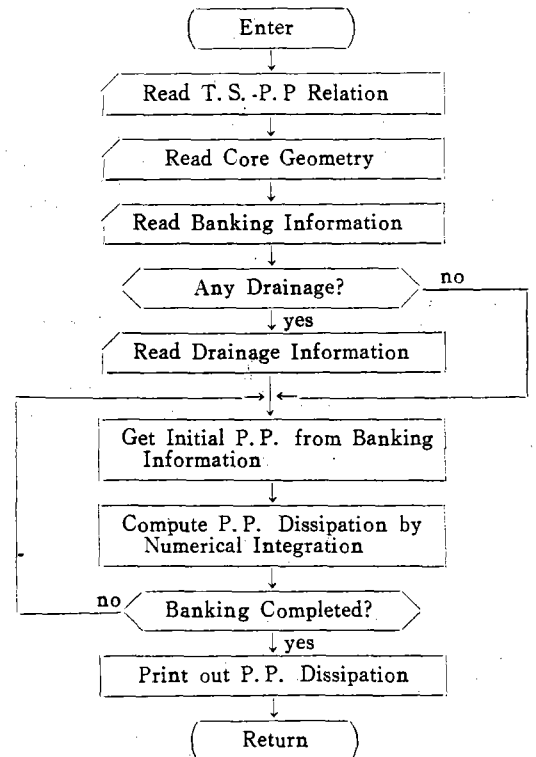 Enter
Read T. S. -P. P Relation
Read Core Geometry
Read Banking Information
Any Drainage?
no
yes
Read Drainage Information
Get Initial P. P. from Banking
Information
Compute P. P. Dissipation by
Numerical Integration
no
Banking Completed?
yes
Print out P. P. Dissipation
Return